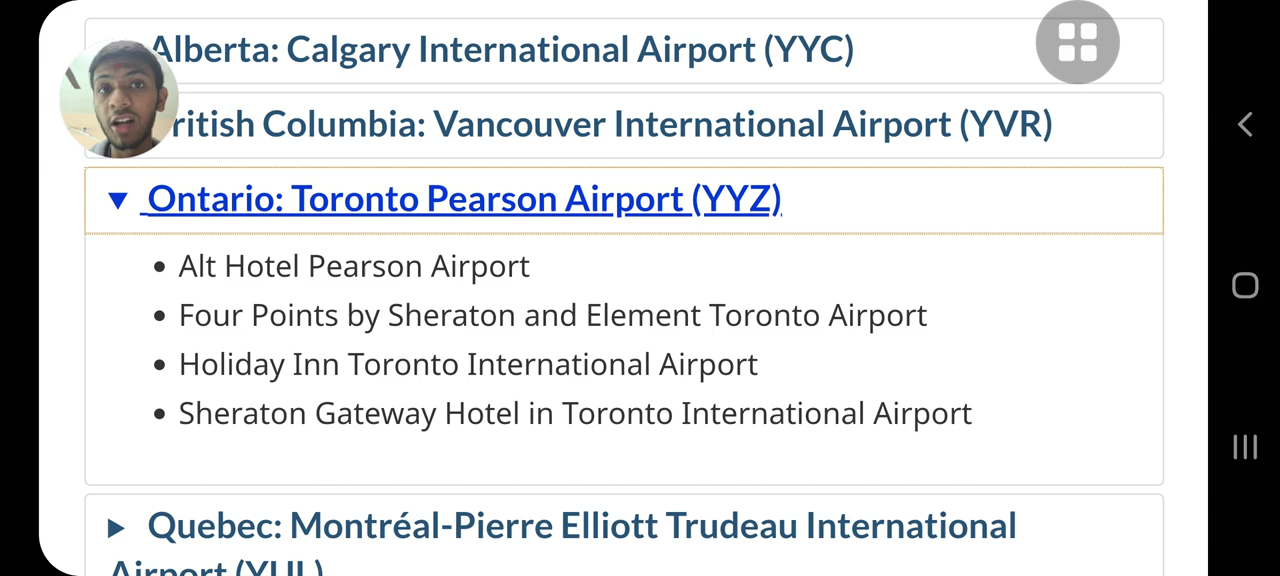 Alberta: Calgary International Airport (YYC)
ritish Columbia: Vancouver International Airport (YVR)
Ontario: Toronto Pearson Airport (YYZ)
Alt Hotel Pearson Airport
Four Points by Sheraton and Element Toronto Airport
Holiday Inn Toronto International Airport
Sheraton Gateway Hotel in Toronto International Airport
Quebec: Montréal-Pierre Elliott Trudeau International
Airport (YUL)